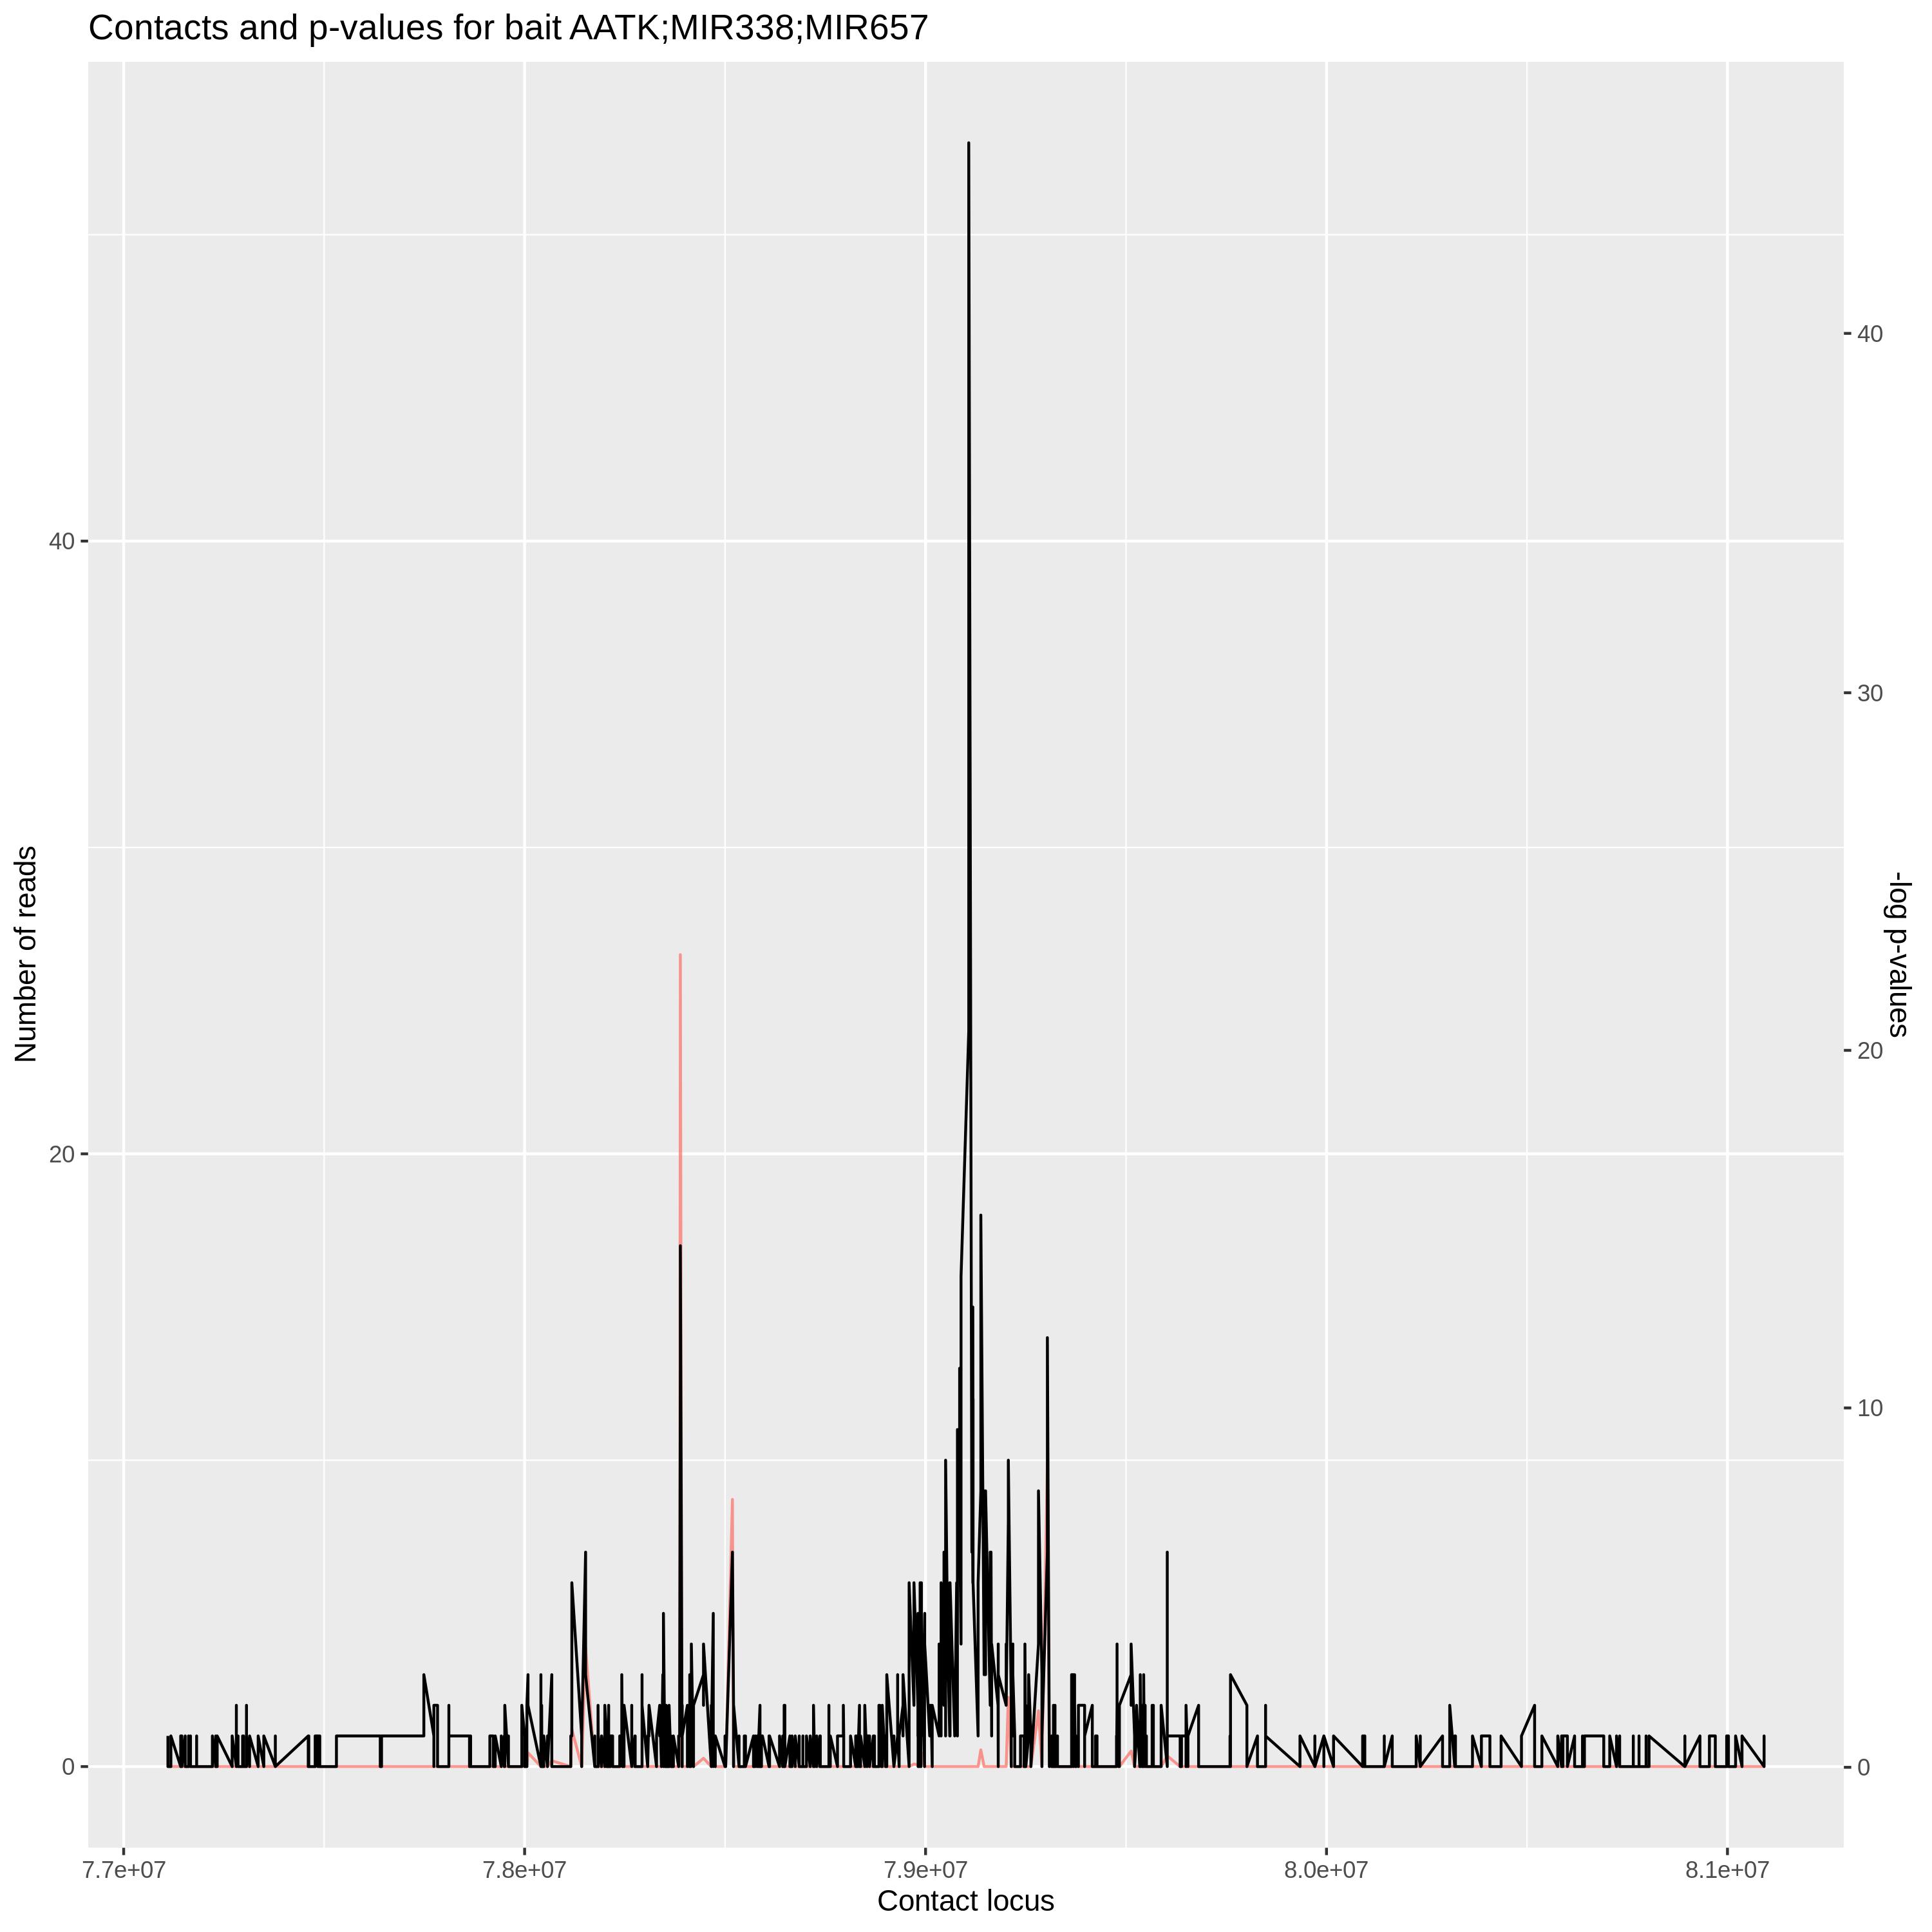 Contacts and p-values for bait AATK;MIR338;MIR657
Number of reads
40
20
0
40
30
20
10
0
-log p-values
7.7e+07 7.8e+07 7.9e+07 8.0e+07 8.1e+07
Contact locus